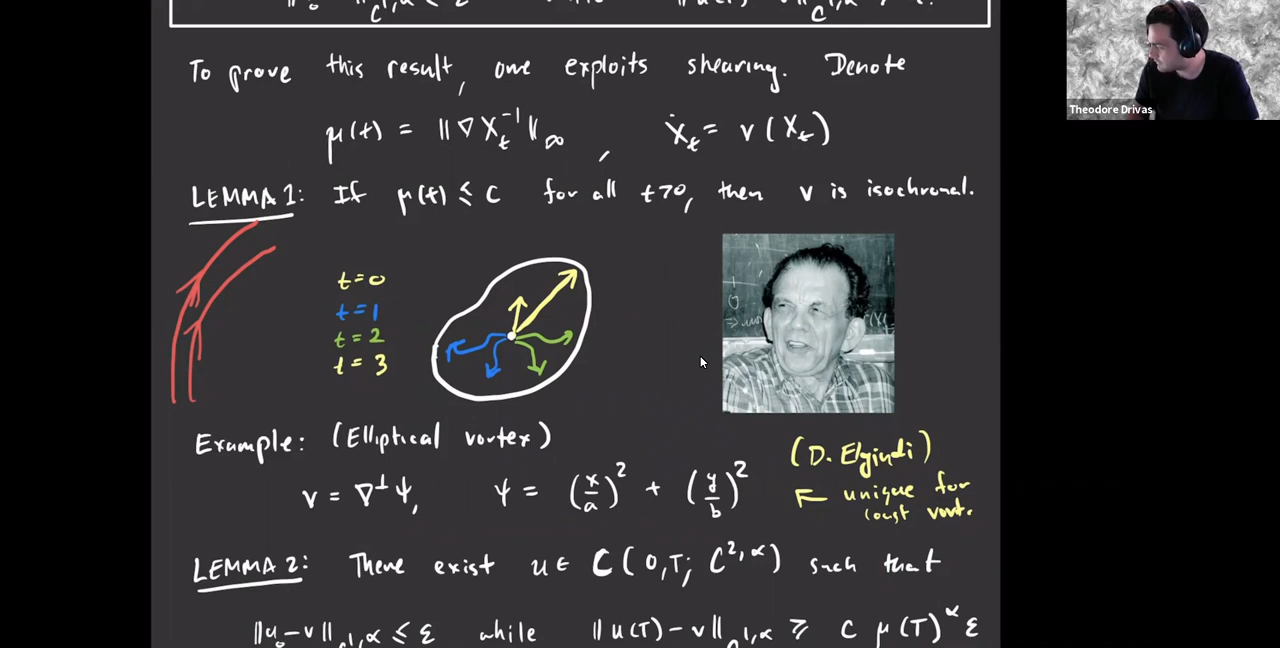 To prove this result, one exploits shearing. Denote
μ(t) = ‖∇X_t^{-1}‖_∞ , Ẋ_t = v(X_t)
LEMMA 1: If μ(t) ≤ C for all t>0, then v is isochronal.
t=0
t=1
t=2
t=3
Example: (Elliptical vortex)
v = ∇^⊥ψ, ψ = (x/a)^2 + (y/b)^2
(D. Elgindi)
← unique for
const vort.
LEMMA 2: There exist u ∈ C(0,T; C^{2,α}) such that
‖u_0-v‖_{C^{1,α}} ≤ ε while ‖u(T)-v‖_{C^{1,α}} ≥ c μ(T)^α ε
Theodore Drivas